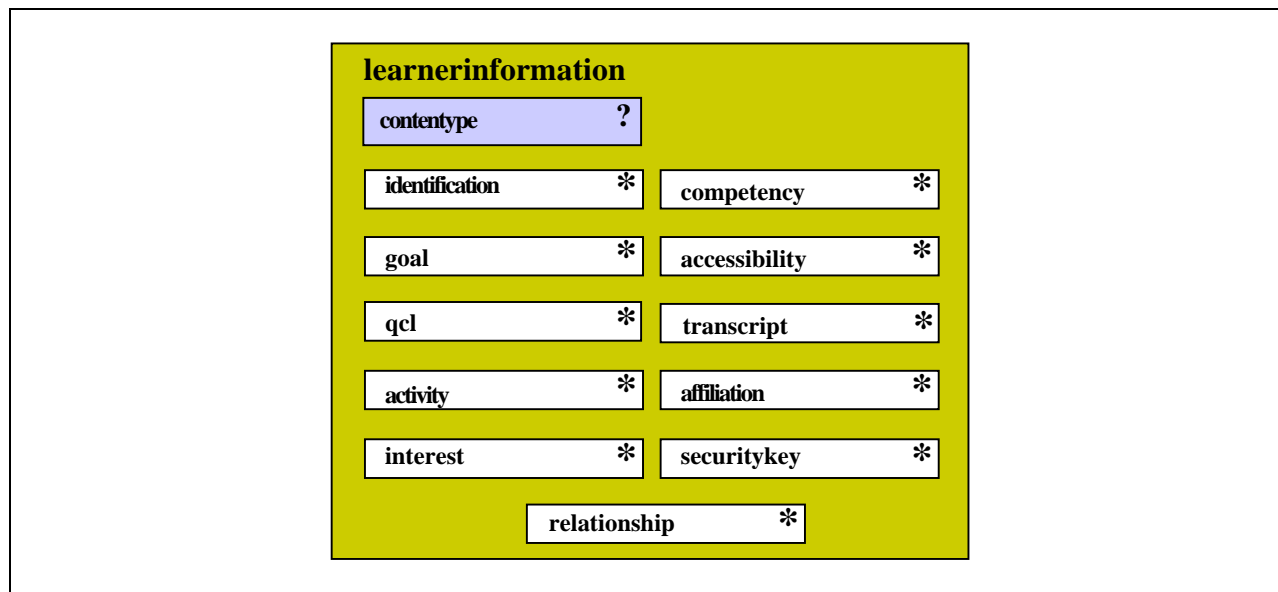 learnerinformation
contentype ?
identification *
competency *
goal *
accessibility *
qcl *
transcript *
activity *
affiliation *
interest *
securitykey *
relationship *